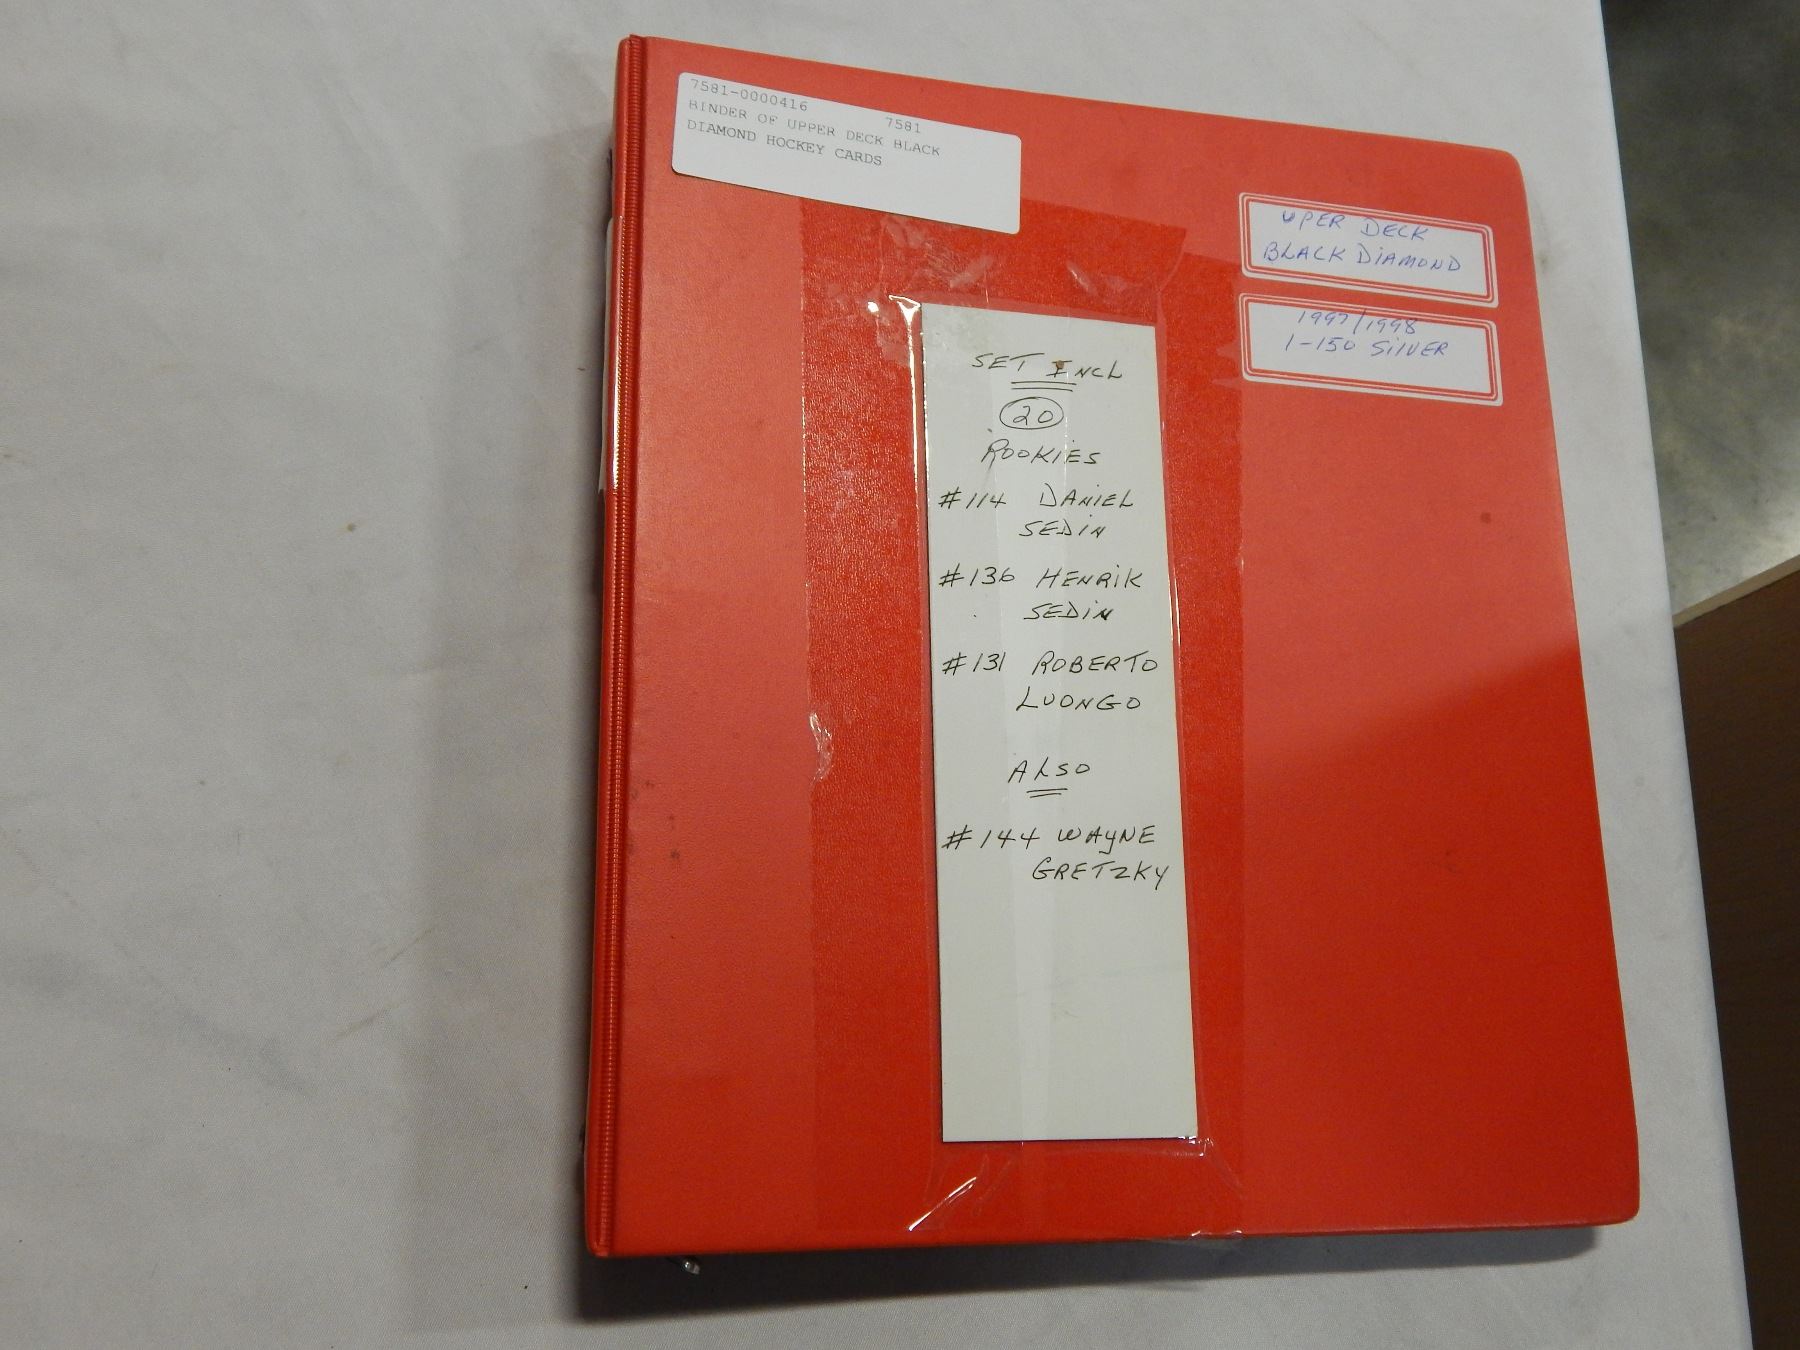 7581-0000416
7581
BINDER OF UPPER DECK BLACK
DIAMOND HOCKEY CARDS
UPER DECK
BLACK DIAMOND
1997/1998
1-150 SILVER
SET INCL
20
ROOKIES
#114 DANIEL
SEDIN
#136 HENRIK
SEDIN
#131 ROBERTO
LUONGO
ALSO
#144 WAYNE
GRETZKY